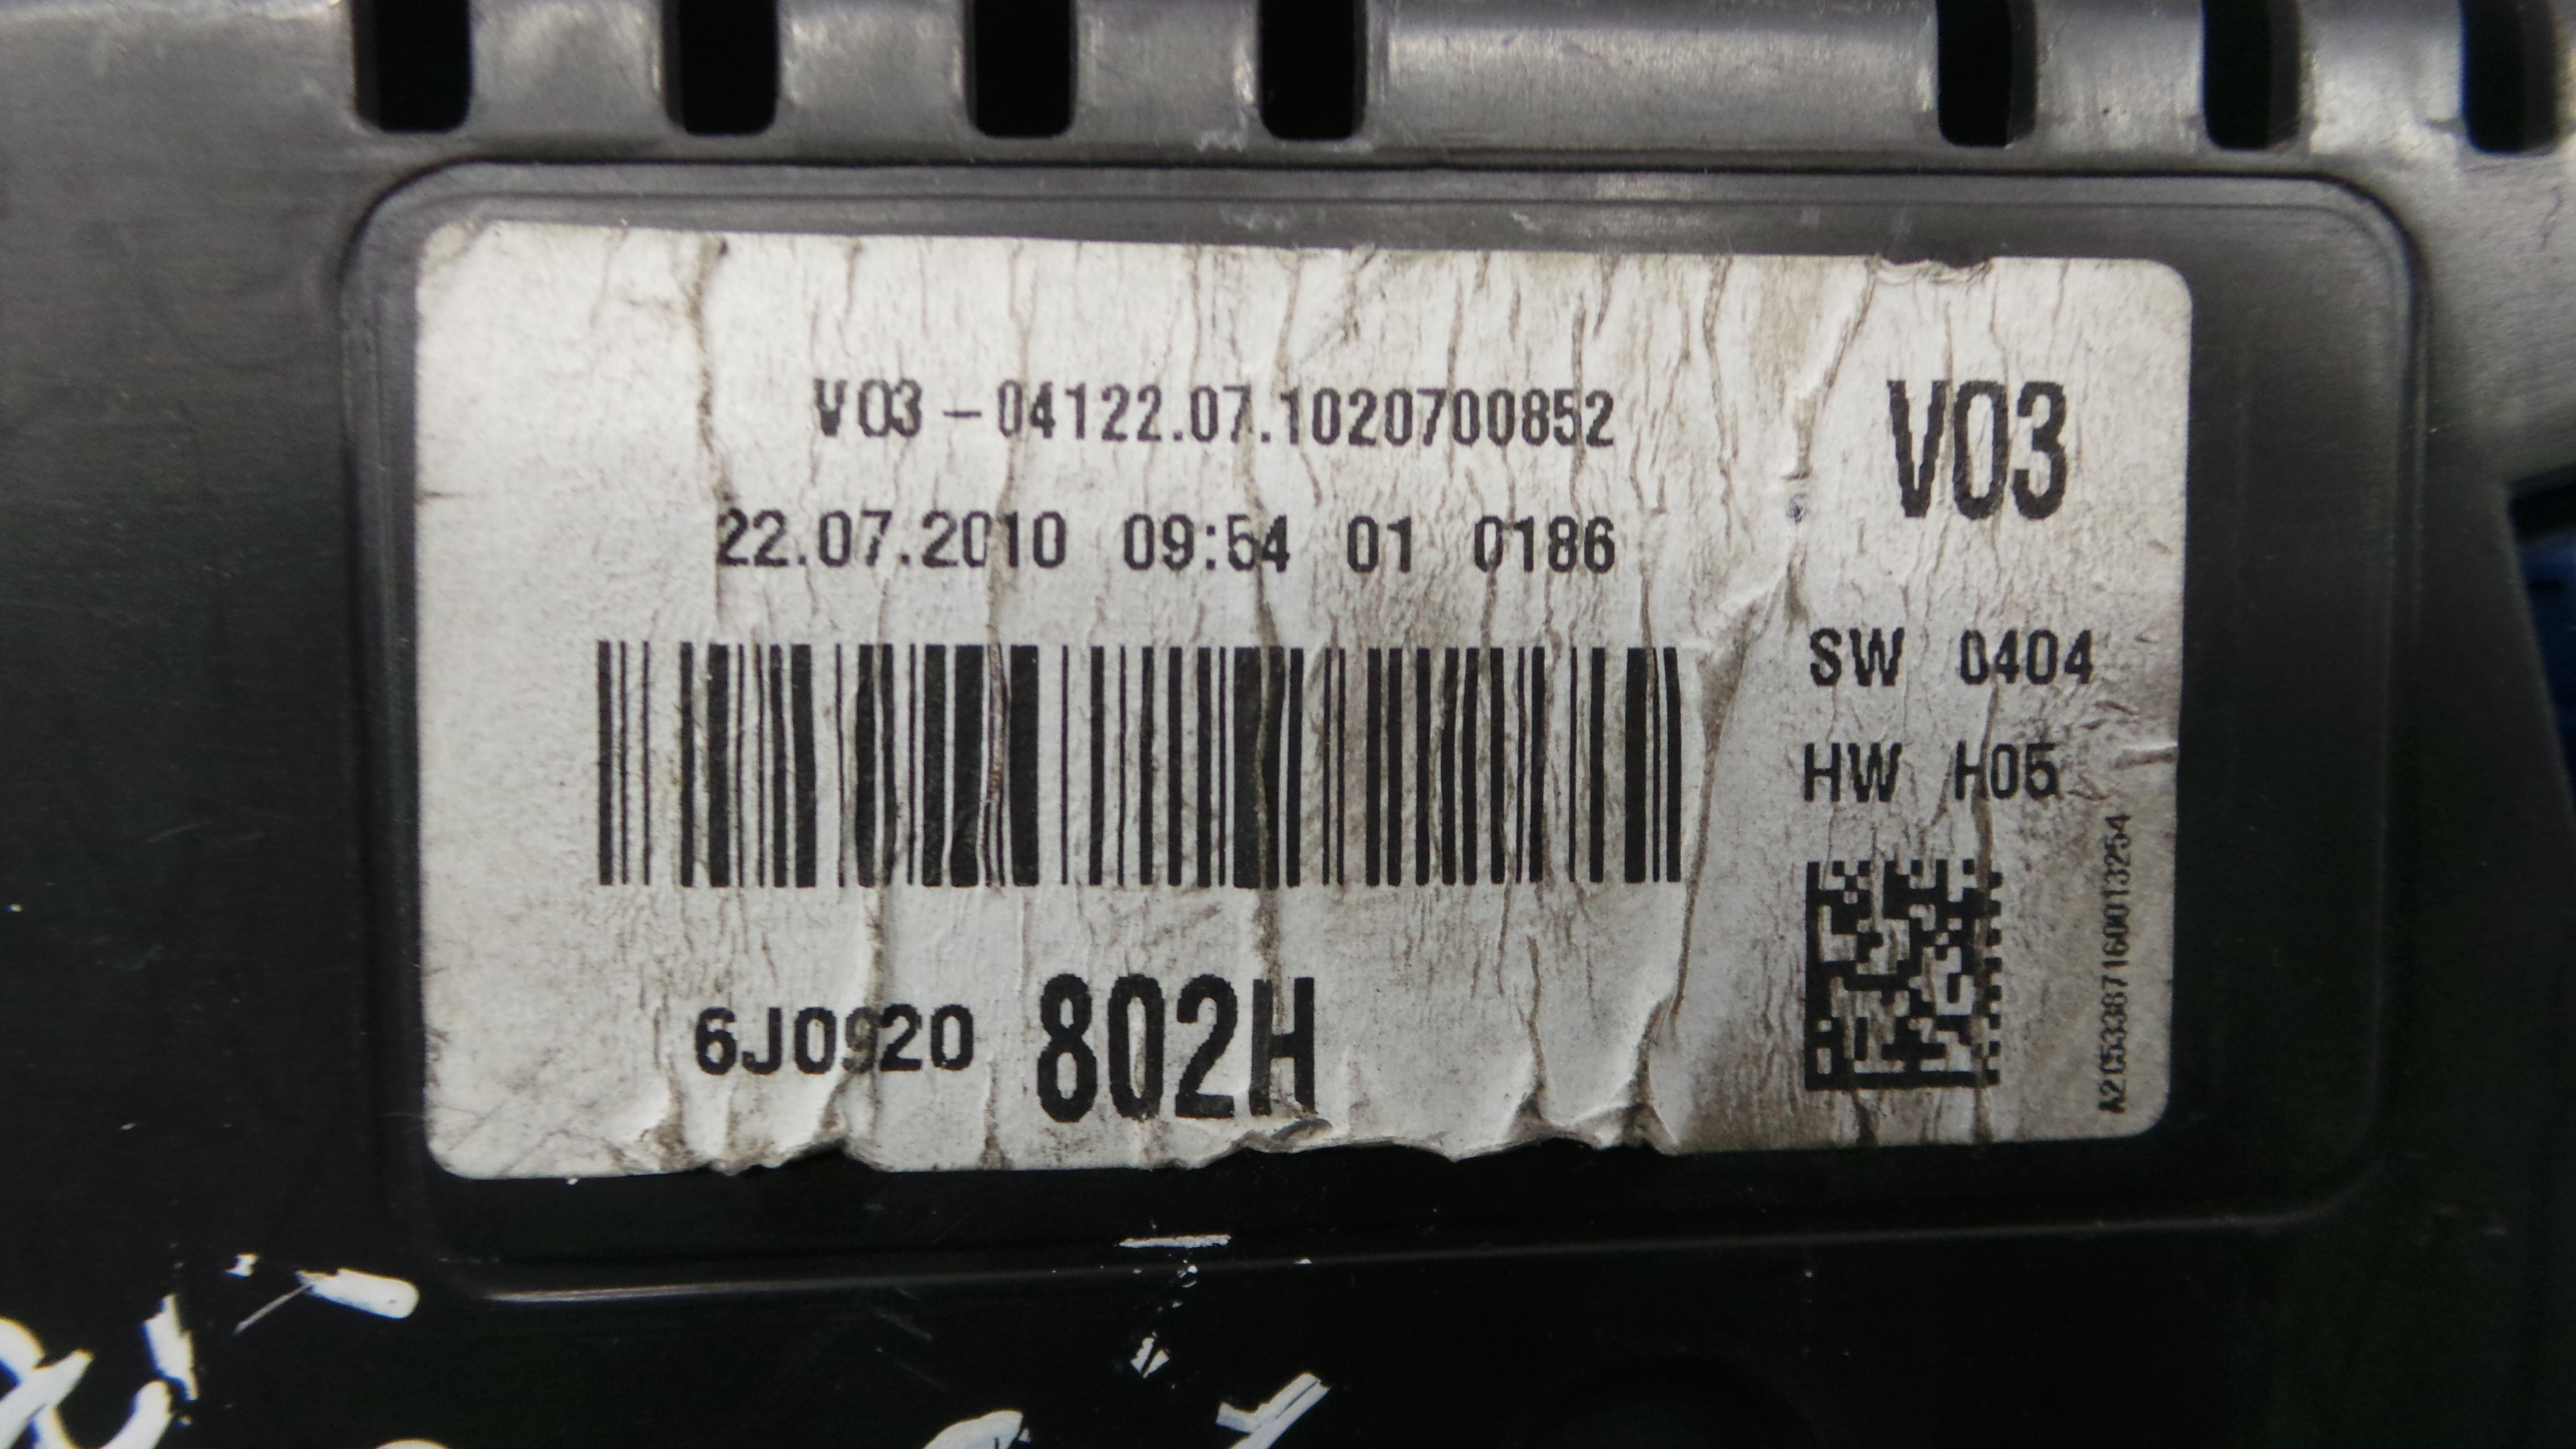 V03-04122.07.1020700852
V03
22.07.2010 09:54 01 0186
SW 0404
HW H05
6J0920 802H
A2C53387160013254